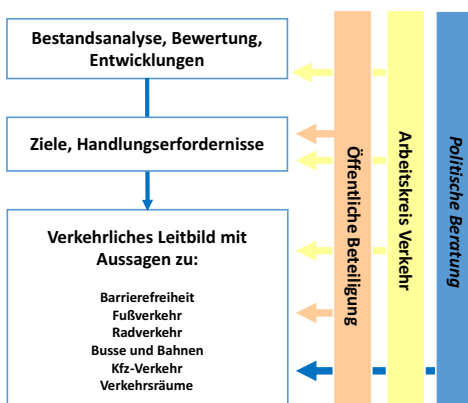 Bestandsanalyse, Bewertung,
Entwicklungen
Ziele, Handlungserfordernisse
Verkehrliches Leitbild mit
Aussagen zu:
Barrierefreiheit
Fußverkehr
Radverkehr
Busse und Bahnen
Kfz-Verkehr
Verkehrsräume
Öffentliche Beteiligung
Arbeitskreis Verkehr
Politische Beratung